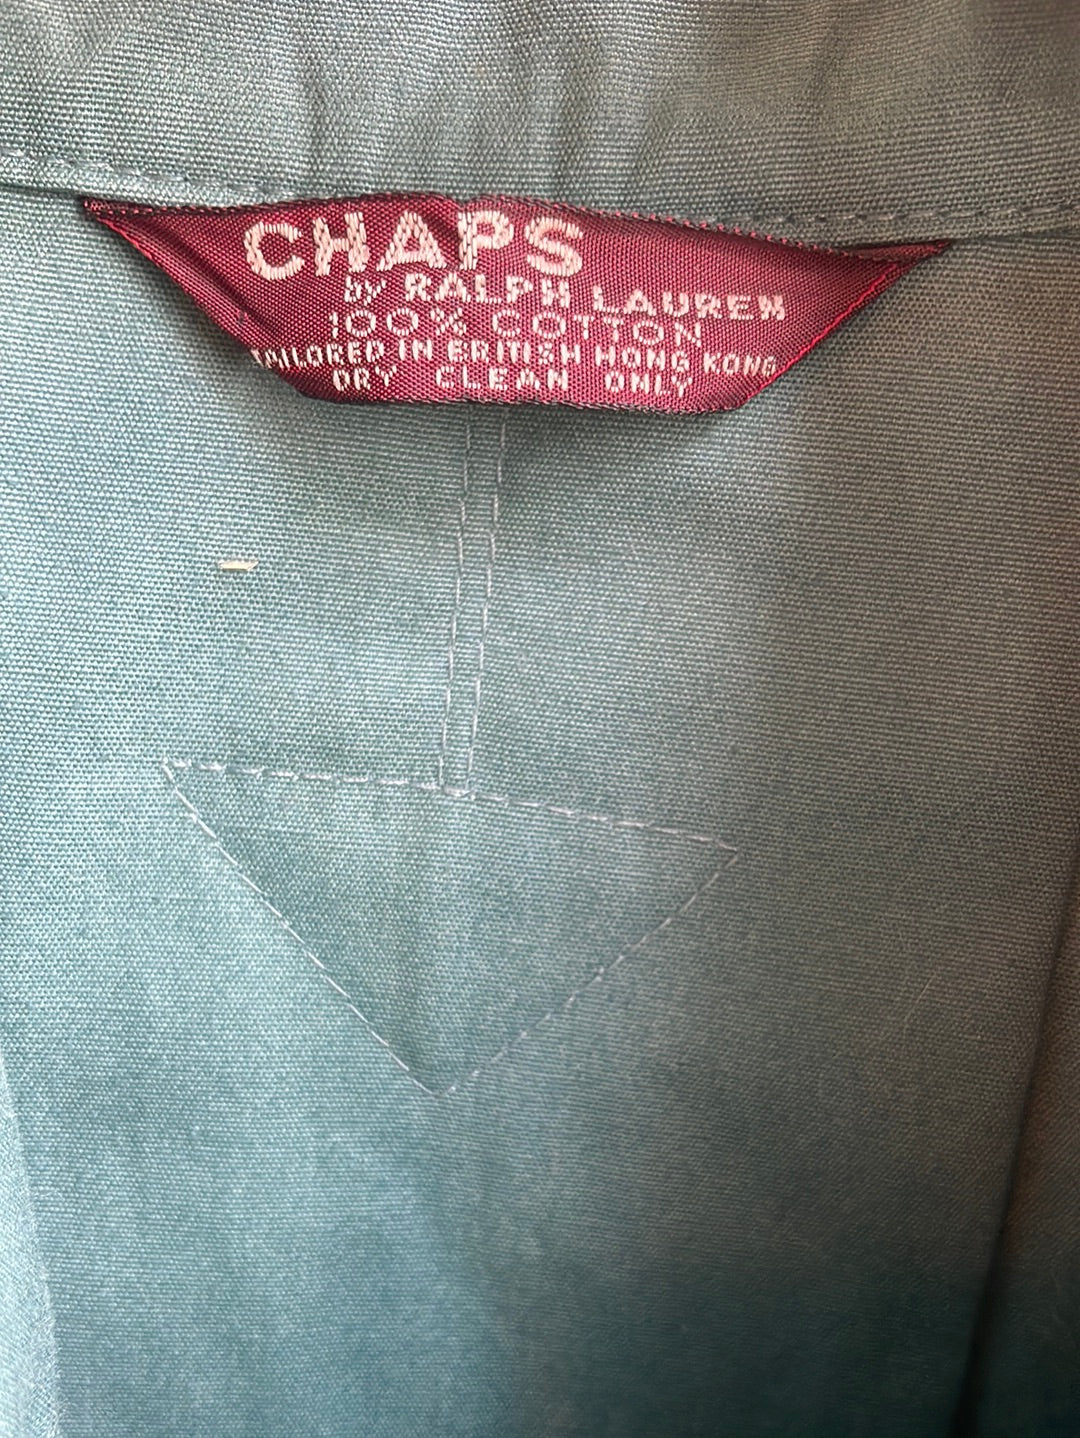 CHAPS
by RALPH LAUREN
100% COTTON
TAILORED IN BRITISH HONG KONG
DRY CLEAN ONLY